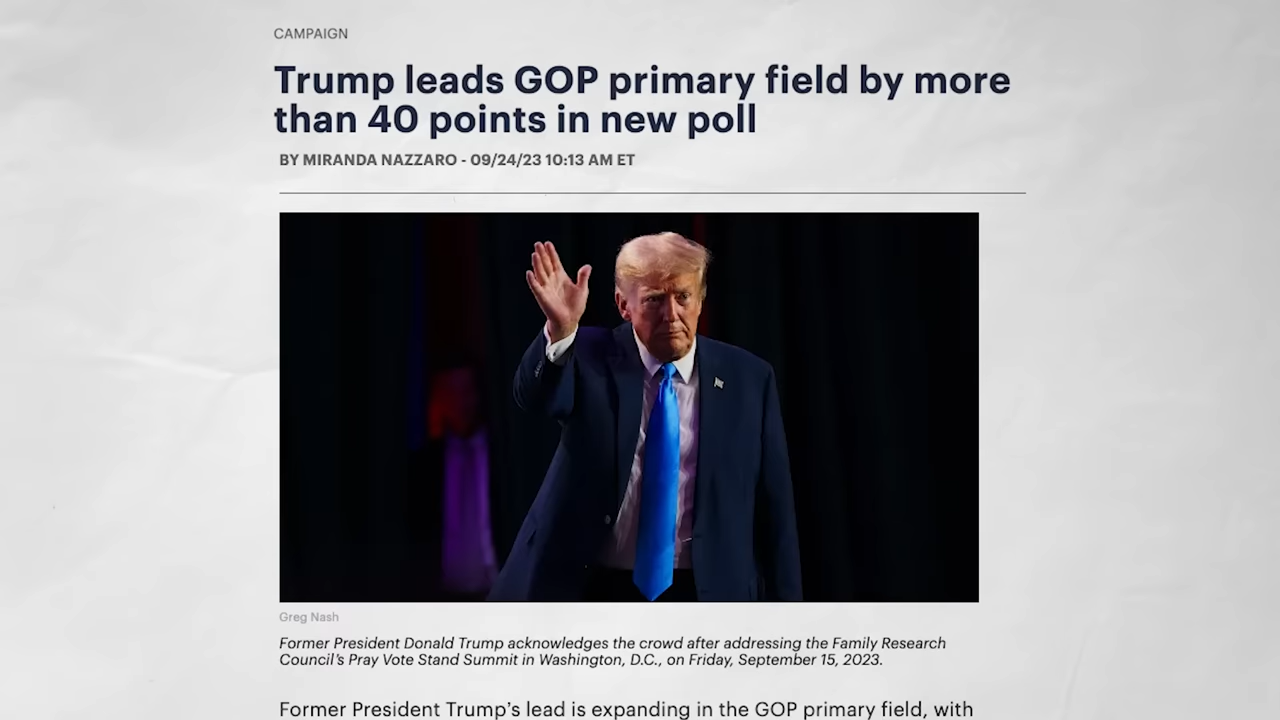 CAMPAIGN
Trump leads GOP primary field by more
than 40 points in new poll
BY MIRANDA NAZZARO - 09/24/23 10:13 AM ET
Greg Nash
Former President Donald Trump acknowledges the crowd after addressing the Family Research
Council's Pray Vote Stand Summit in Washington, D.C., on Friday, September 15, 2023.
Former President Trump's lead is expanding in the GOP primary field, with